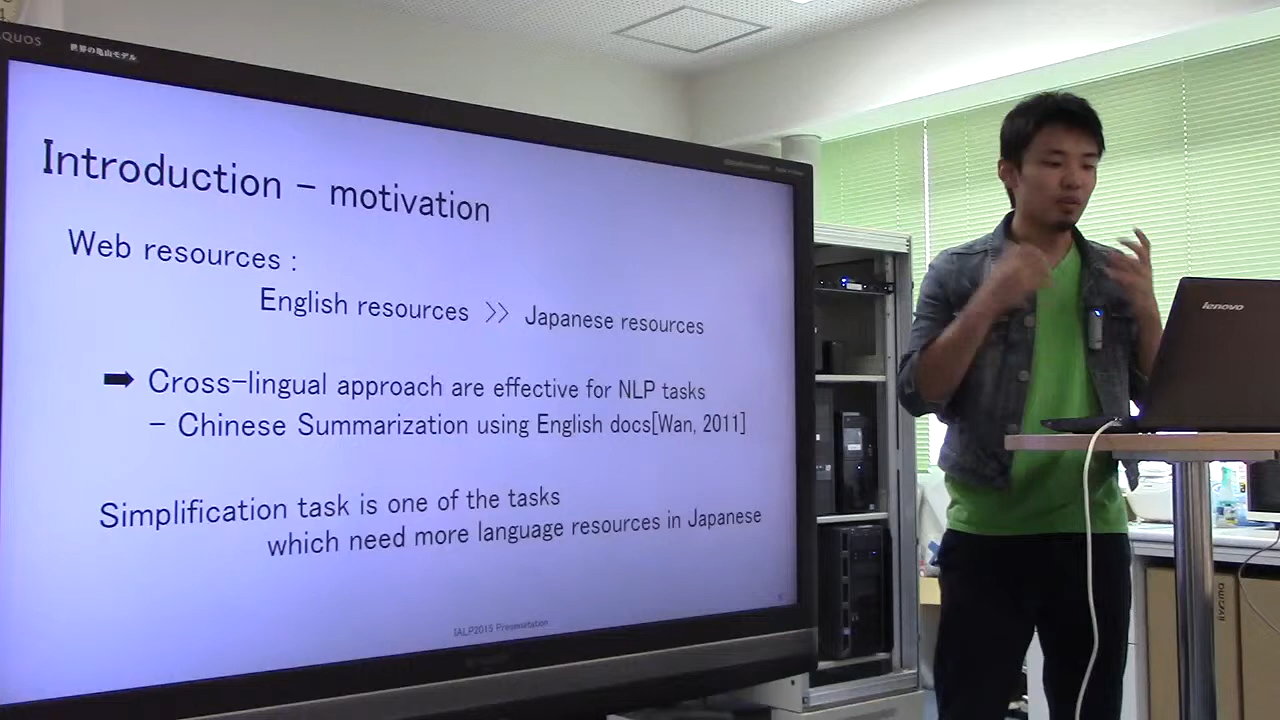 AQUOS
世界の亀山モデル
Introduction - motivation
Web resources :
English resources >> Japanese resources
➡ Cross-lingual approach are effective for NLP tasks
- Chinese Summarization using English docs[Wan, 2011]
Simplification task is one of the tasks
which need more language resources in Japanese
IALP2015 Presentation
lenovo